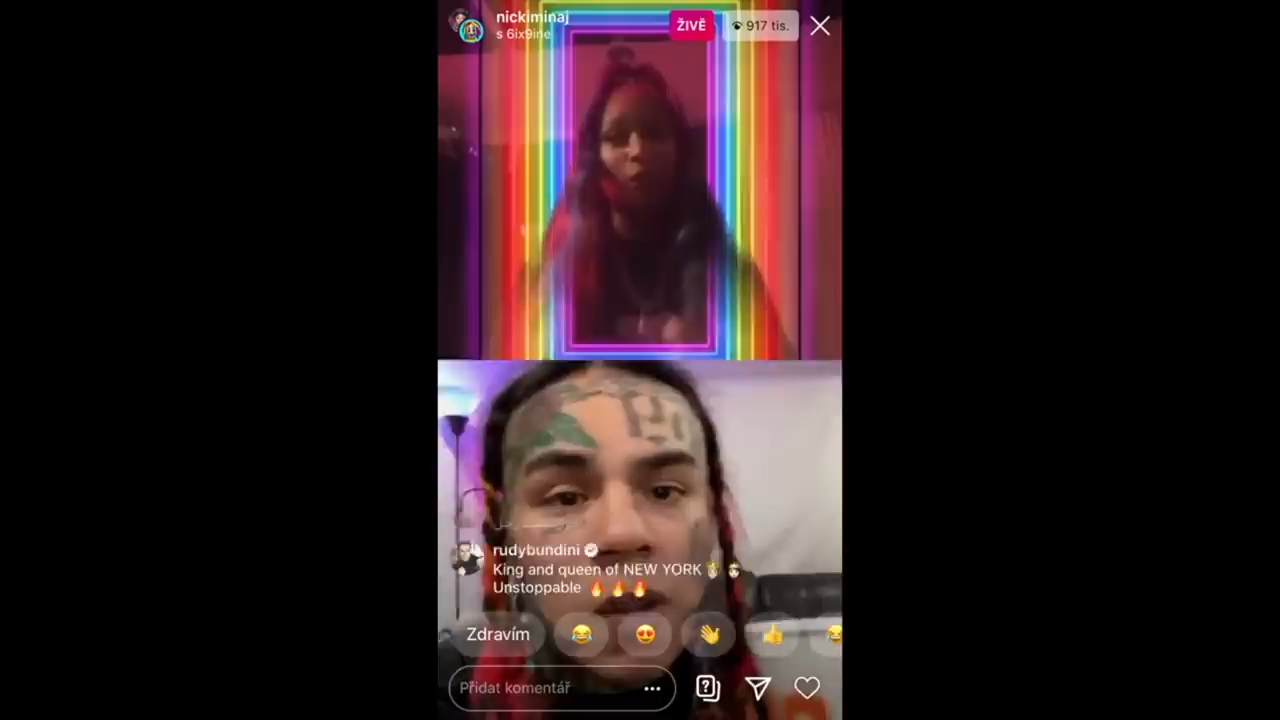 nickiminaj
s 6ix9ine
ŽIVĚ
917 tis.
rudybundini
King and queen of NEW YORK 🤴🏼👸🏻
Unstoppable 🔥🔥🔥
Zdravím 😂 😍 👋 👍 😂
Přidat komentář